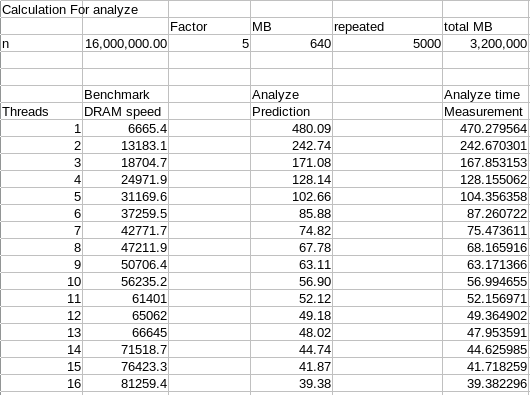 Calculation For analyze
Factor MB repeated total MB
n 16,000,000.00 5 640 5000 3,200,000
Benchmark Analyze Analyze time
Threads DRAM speed Prediction Measurement
1 6665.4 480.09 470.279564
2 13183.1 242.74 242.670301
3 18704.7 171.08 167.853153
4 24971.9 128.14 128.155062
5 31169.6 102.66 104.356358
6 37259.5 85.88 87.260722
7 42771.7 74.82 75.473611
8 47211.9 67.78 68.165916
9 50706.4 63.11 63.171366
10 56235.2 56.90 56.994655
11 61401 52.12 52.156971
12 65062 49.18 49.364902
13 66645 48.02 47.953591
14 71518.7 44.74 44.625985
15 76423.3 41.87 41.718259
16 81259.4 39.38 39.382296